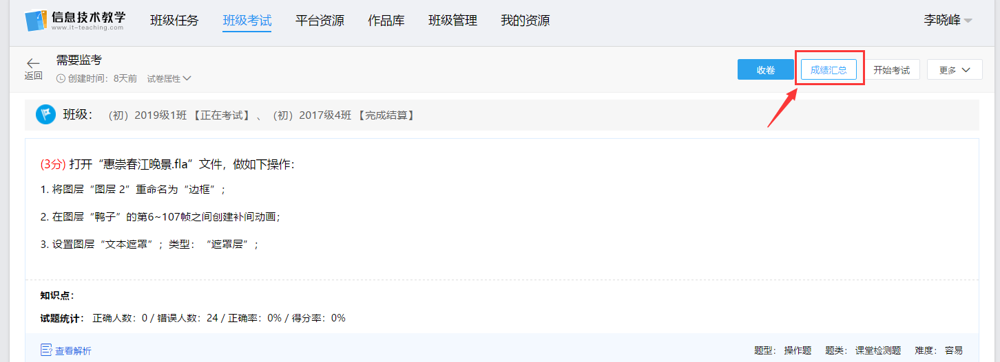 信息技术教学 班级任务 班级考试 平台资源 作品库 班级管理 我的资源 李晓峰
www.it-teaching.com
需要监考
返回 创建时间：8天前 试卷属性 收卷 成绩汇总 开始考试 更多
班级： （初）2019级1班 【正在考试】 、 （初）2017级4班 【完成结算】
(3分) 打开“惠崇春江晚景.fla”文件，做如下操作：
1. 将图层“图层 2”重命名为“边框”；
2. 在图层“鸭子”的第6~107帧之间创建补间动画；
3. 设置图层“文本遮罩”；类型：“遮罩层”；
知识点：
试题统计： 正确人数：0 / 错误人数：24 / 正确率：0% / 得分率：0%
查看解析 题型： 操作题 题类： 课堂检测题 难度： 容易